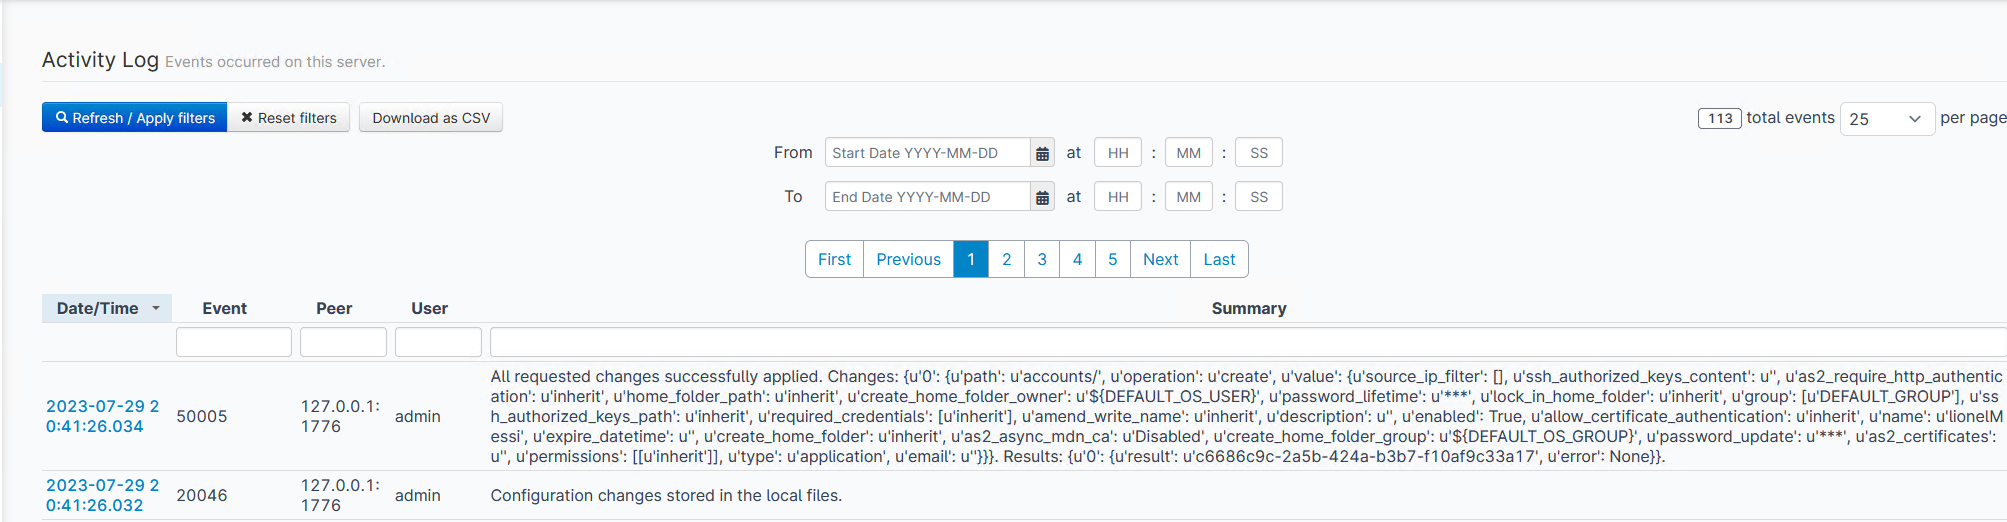 Activity Log Events occurred on this server.
Refresh / Apply filters Reset filters Download as CSV 113 total events 25 per page
From Start Date YYYY-MM-DD at HH : MM : SS
To End Date YYYY-MM-DD at HH : MM : SS
First Previous 1 2 3 4 5 Next Last
Date/Time Event Peer User Summary
2023-07-29 2
0:41:26.034
50005
127.0.0.1:
1776
admin
All requested changes successfully applied. Changes: {u'0': {u'path': u'accounts/', u'operation': u'create', u'value': {u'source_ip_filter': [], u'ssh_authorized_keys_content': u'', u'as2_require_http_authentic
ation': u'inherit', u'home_folder_path': u'inherit', u'create_home_folder_owner': u'${DEFAULT_OS_USER}', u'password_lifetime': u'***', u'lock_in_home_folder': u'inherit', u'group': [u'DEFAULT_GROUP'], u'ss
h_authorized_keys_path': u'inherit', u'required_credentials': [u'inherit'], u'amend_write_name': u'inherit', u'description': u'', u'enabled': True, u'allow_certificate_authentication': u'inherit', u'name': u'lionelM
essi', u'expire_datetime': u'', u'create_home_folder': u'inherit', u'as2_async_mdn_ca': u'Disabled', u'create_home_folder_group': u'${DEFAULT_OS_GROUP}', u'password_update': u'***', u'as2_certificates':
u'', u'permissions': [[u'inherit']], u'type': u'application', u'email': u''}}}. Results: {u'0': {u'result': u'c6686c9c-2a5b-424a-b3b7-f10af9c33a17', u'error': None}}.
2023-07-29 2
0:41:26.032
20046
127.0.0.1:
1776
admin
Configuration changes stored in the local files.